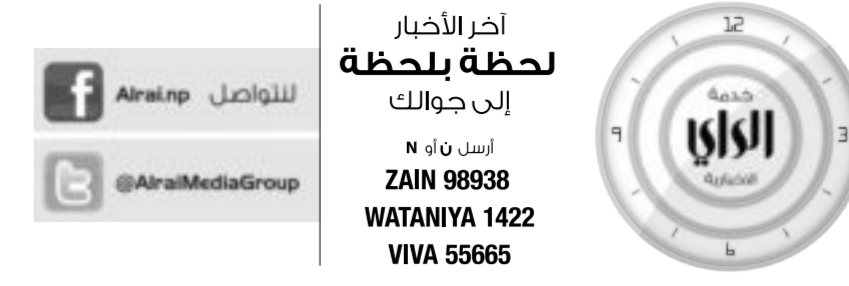 آخر الأخبار
لحظة بلحظة
إلى جوالك
أرسل ن أو N
ZAIN 98938
WATANIYA 1422
VIVA 55665
للتواصل Alrai.np
@AlraiMediaGroup
12
3
6
9
خدمة
الراي
الاخبارية